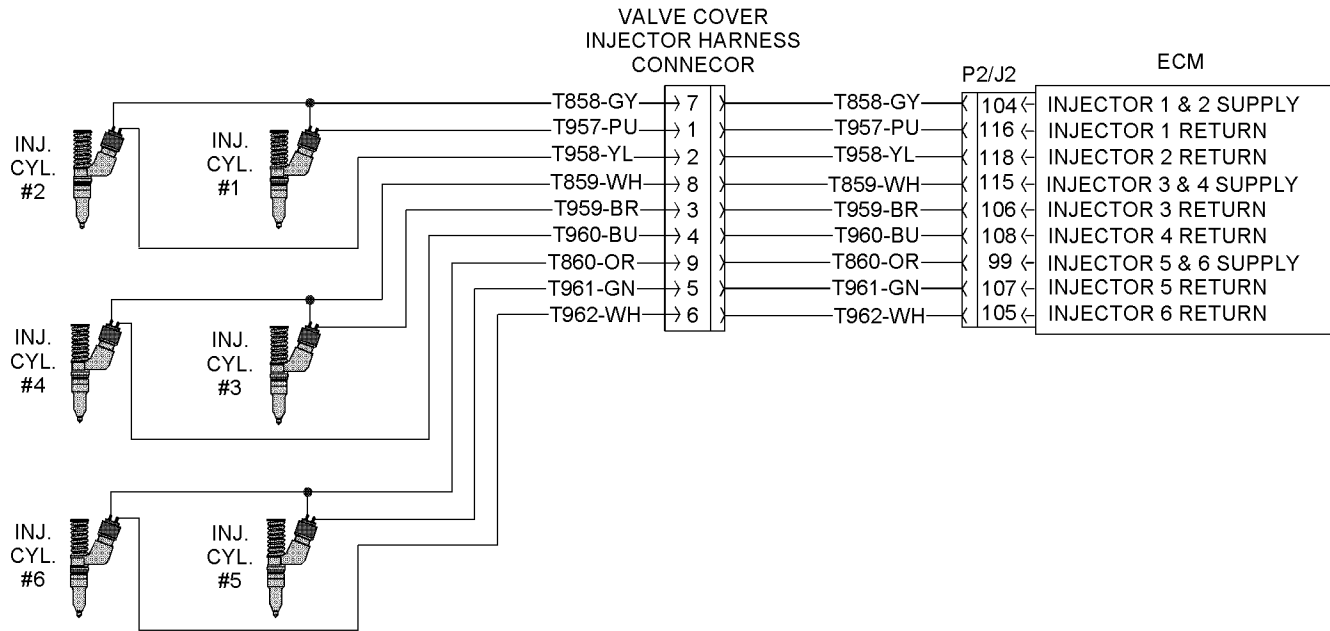 VALVE COVER
INJECTOR HARNESS
CONNECOR
P2/J2
ECM
T858-GY 7 T858-GY 104 INJECTOR 1 & 2 SUPPLY
T957-PU 1 T957-PU 116 INJECTOR 1 RETURN
T958-YL 2 T958-YL 118 INJECTOR 2 RETURN
T859-WH 8 T859-WH 115 INJECTOR 3 & 4 SUPPLY
T959-BR 3 T959-BR 106 INJECTOR 3 RETURN
T960-BU 4 T960-BU 108 INJECTOR 4 RETURN
T860-OR 9 T860-OR 99 INJECTOR 5 & 6 SUPPLY
T961-GN 5 T961-GN 107 INJECTOR 5 RETURN
T962-WH 6 T962-WH 105 INJECTOR 6 RETURN
INJ.
CYL.
#2
INJ.
CYL.
#1
INJ.
CYL.
#4
INJ.
CYL.
#3
INJ.
CYL.
#6
INJ.
CYL.
#5